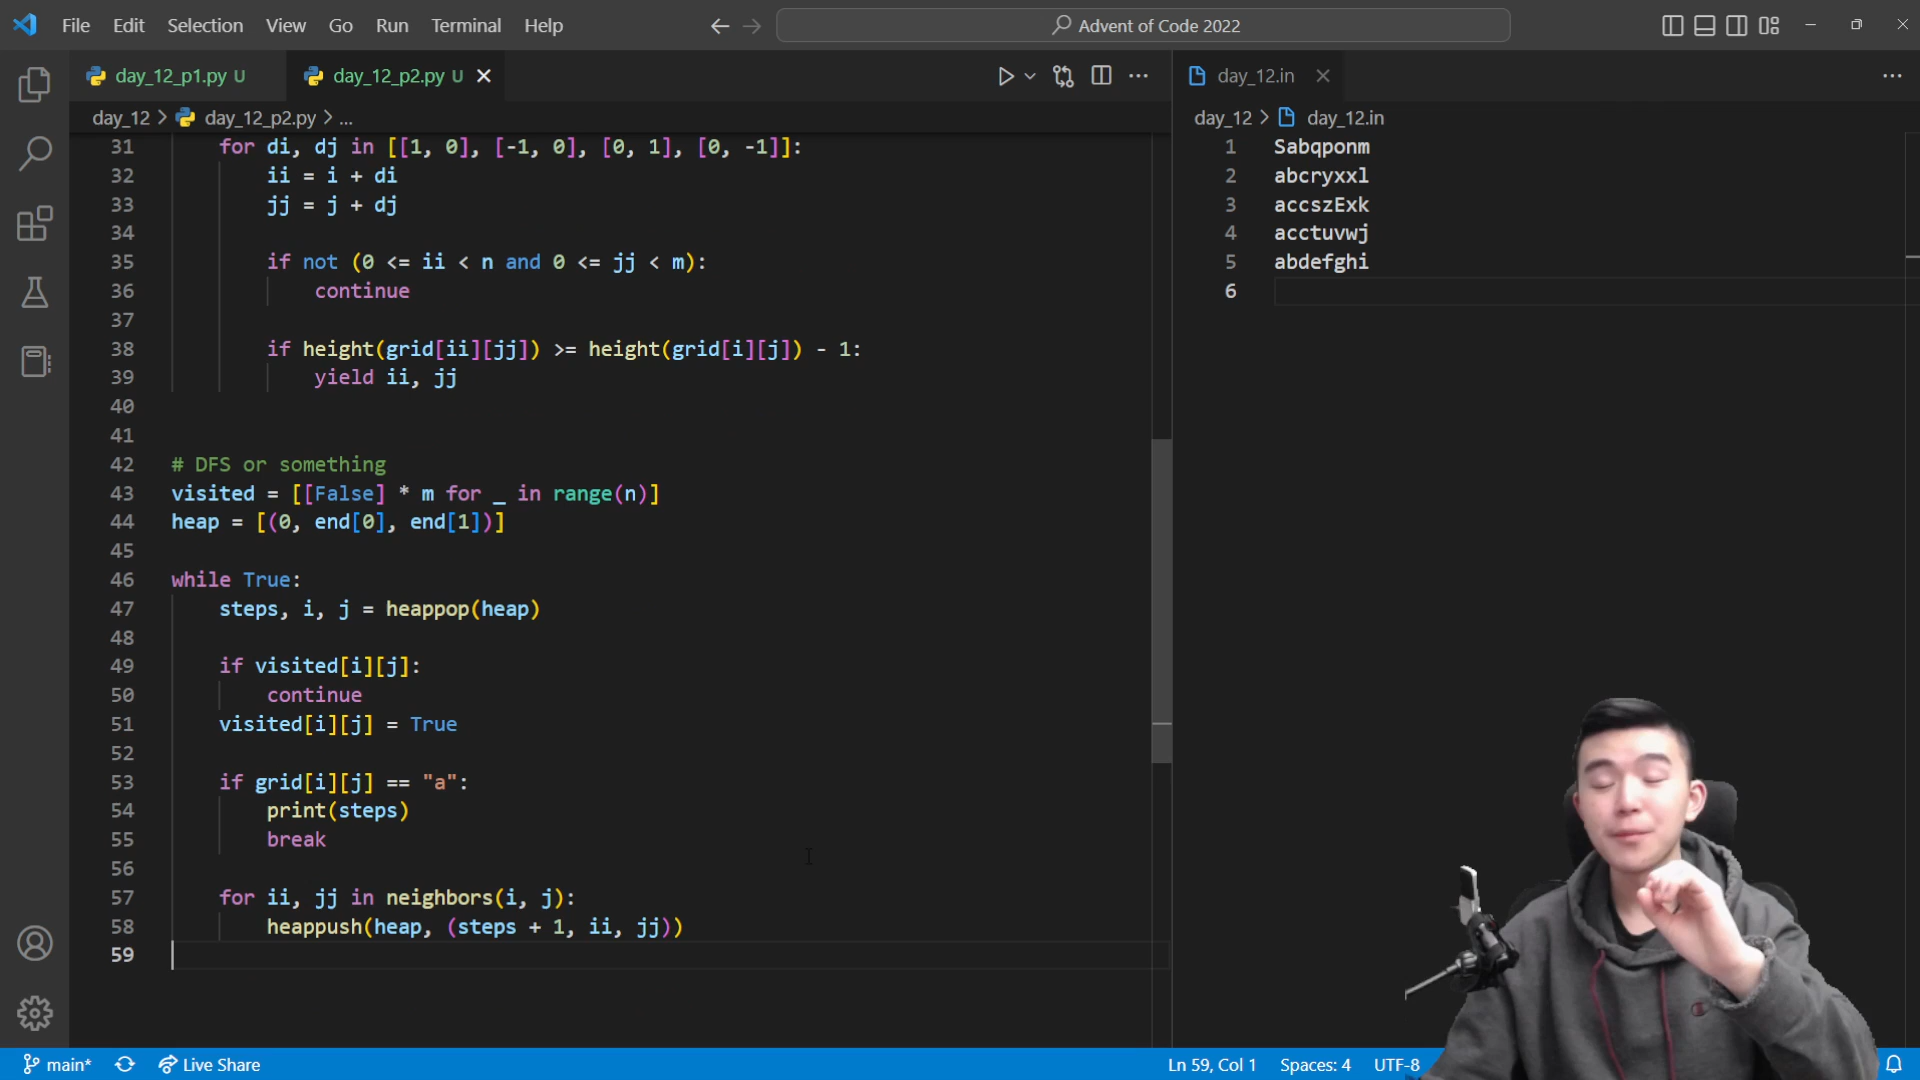 File Edit Selection View Go Run Terminal Help
Advent of Code 2022
day_12_p1.py U
day_12_p2.py U
day_12.in
day_12 > day_12_p2.py > ...
day_12 > day_12.in
31 for di, dj in [[1, 0], [-1, 0], [0, 1], [0, -1]]:
32 ii = i + di
33 jj = j + dj
34
35 if not (0 <= ii < n and 0 <= jj < m):
36 continue
37
38 if height(grid[ii][jj]) >= height(grid[i][j]) - 1:
39 yield ii, jj
40
41
42 # DFS or something
43 visited = [[False] * m for _ in range(n)]
44 heap = [(0, end[0], end[1])]
45
46 while True:
47 steps, i, j = heappop(heap)
48
49 if visited[i][j]:
50 continue
51 visited[i][j] = True
52
53 if grid[i][j] == "a":
54 print(steps)
55 break
56
57 for ii, jj in neighbors(i, j):
58 heappush(heap, (steps + 1, ii, jj))
59
1 Sabqponm
2 abcryxxl
3 accszExk
4 acctuvwj
5 abdefghi
6
main* Live Share
Ln 59, Col 1 Spaces: 4 UTF-8